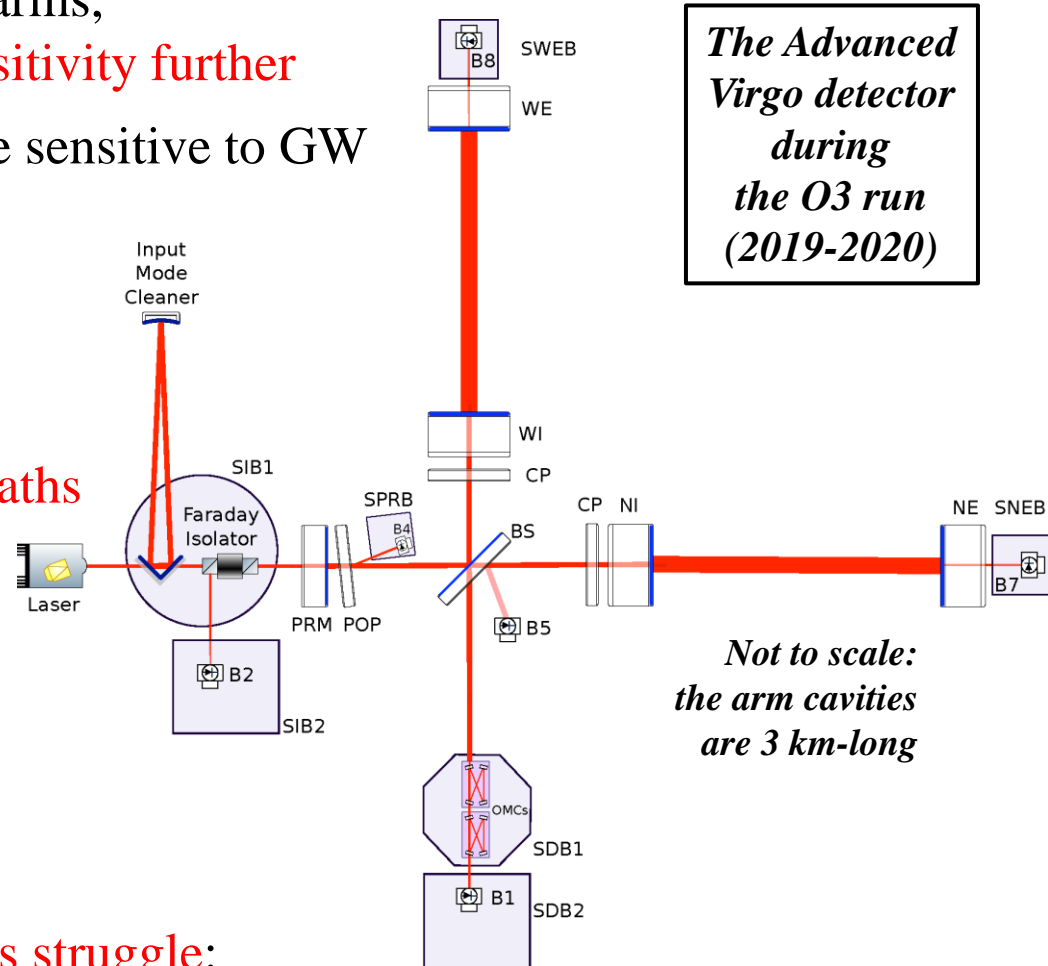 arms,
sitivity further
e sensitive to GW
aths
s struggle:
The Advanced
Virgo detector
during
the O3 run
(2019-2020)
SWEB
B8
WE
Input
Mode
Cleaner
WI
CP
SIB1
Faraday
Isolator
SPRB
B4
BS
CP NI
NE SNEB
B7
Laser
PRM POP
B5
B2
SIB2
Not to scale:
the arm cavities
are 3 km-long
OMCs
SDB1
B1
SDB2